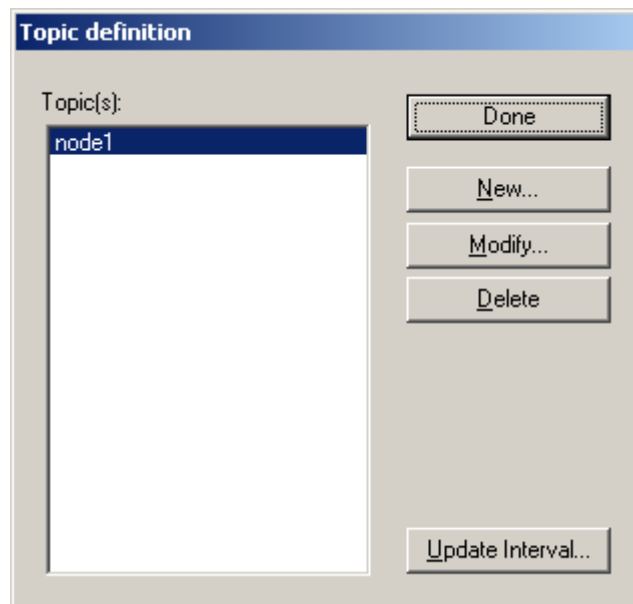 Topic definition
Topic(s):
node1
Done
New...
Modify...
Delete
Update Interval...